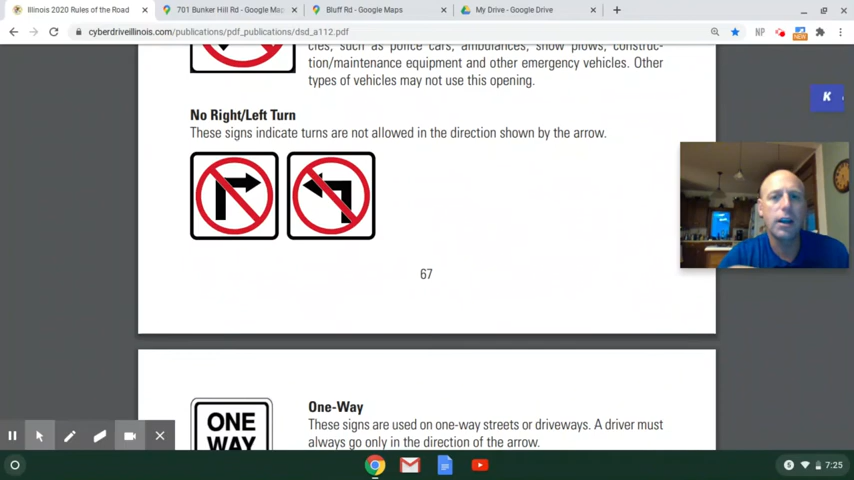 Illinois 2020 Rules of the Road
701 Bunker Hill Rd - Google Ma
Bluff Rd - Google Maps
My Drive - Google Drive
cyberdriveillinois.com/publications/pdf_publications/dsd_a112.pdf
NP
NEW
cies, such as police cars, ambulances, snow plows, construc-
tion/maintenance equipment and other emergency vehicles. Other
types of vehicles may not use this opening.
K
No Right/Left Turn
These signs indicate turns are not allowed in the direction shown by the arrow.
67
ONE
WAY
One-Way
These signs are used on one-way streets or driveways. A driver must
always go only in the direction of the arrow.
7:25